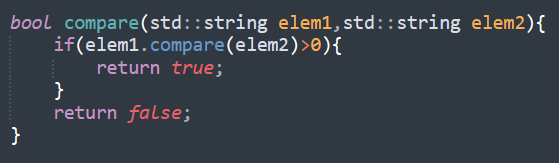 bool compare(std::string elem1,std::string elem2){
    if(elem1.compare(elem2)>0){
        return true;
    }
    return false;
}